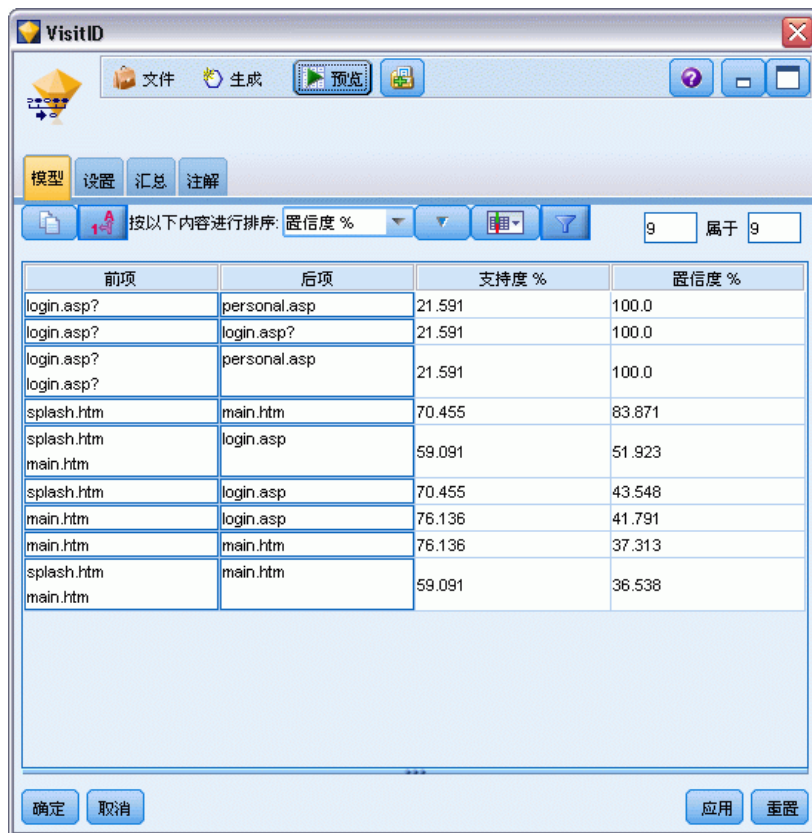 VisitID
文件 生成 预览
模型 设置 汇总 注解
按以下内容进行排序: 置信度 % 9 属于 9
前项 后项 支持度 % 置信度 %
login.asp? personal.asp 21.591 100.0
login.asp? login.asp? 21.591 100.0
login.asp? personal.asp 21.591 100.0
login.asp?
splash.htm main.htm 70.455 83.871
splash.htm login.asp 59.091 51.923
main.htm
splash.htm login.asp 70.455 43.548
main.htm login.asp 76.136 41.791
main.htm main.htm 76.136 37.313
splash.htm main.htm 59.091 36.538
main.htm
确定 取消 应用 重置